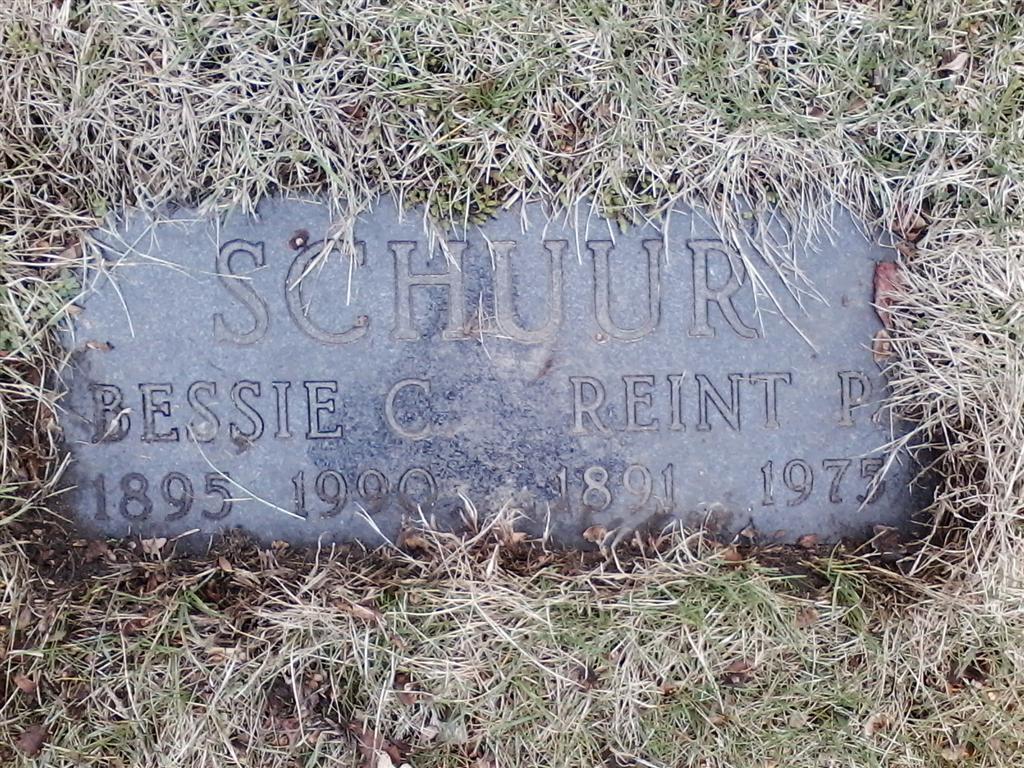 SCHUUR
BESSIE C. REINT P.
1895 1990 1891 1975